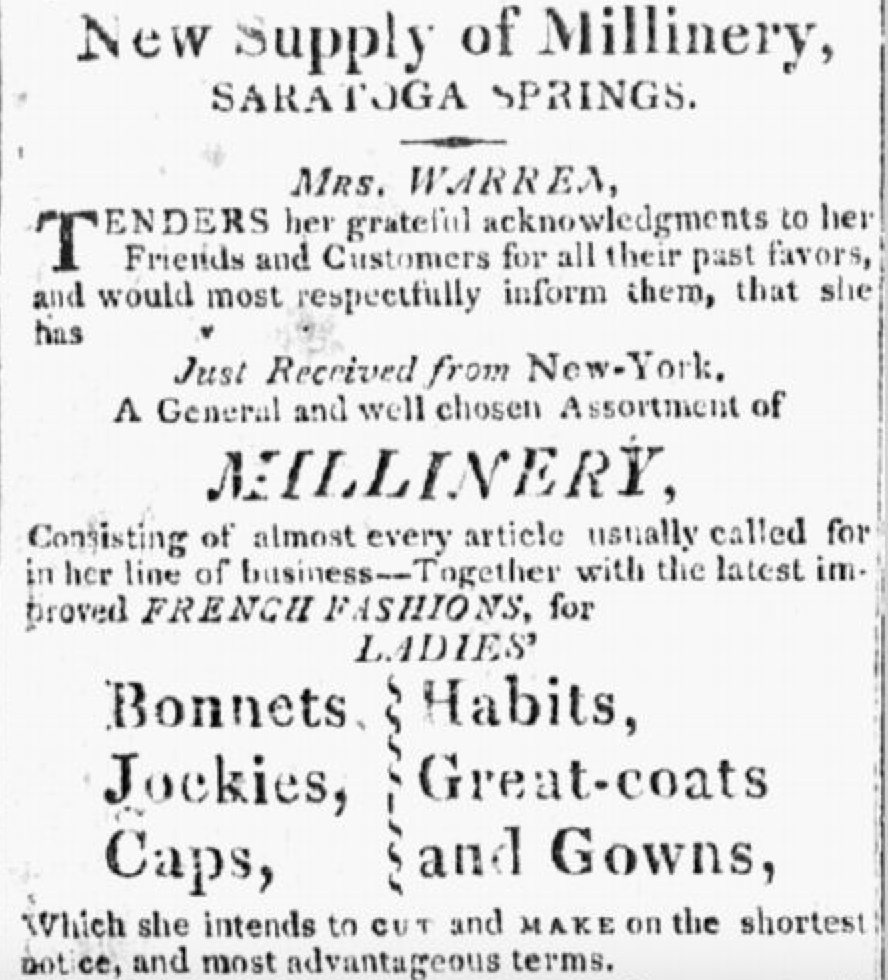 New Supply of Millinery,
SARATOGA SPRINGS.
MRS. WARREN,
TENDERS her grateful acknowledgments to her
Friends and Customers for all their past favors,
and would most respectfully inform them, that she
has
Just Received from New-York.
A General and well chosen Assortment of
MILLINERY,
Consisting of almost every article usually called for
in her line of business—Together with the latest im-
proved FRENCH FASHIONS, for
LADIES'
Bonnets, Habits,
Jockies, Great-coats
Caps, and Gowns,
Which she intends to CUT and MAKE on the shortest
notice, and most advantageous terms.